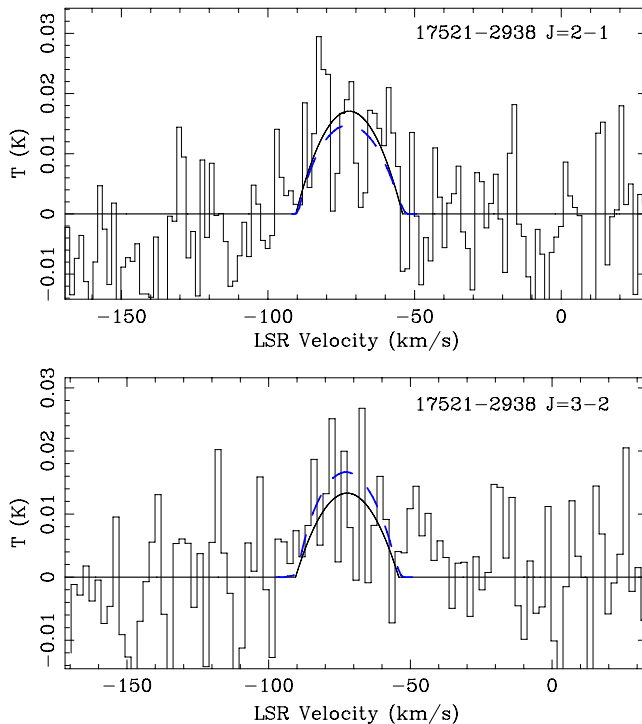 0.03
17521-2938 J=2-1
0.02
T (K)
0.01
0
-0.01
-150 -100 -50 0
LSR Velocity (km/s)
0.03
17521-2938 J=3-2
0.02
T (K)
0.01
0
-0.01
-150 -100 -50 0
LSR Velocity (km/s)